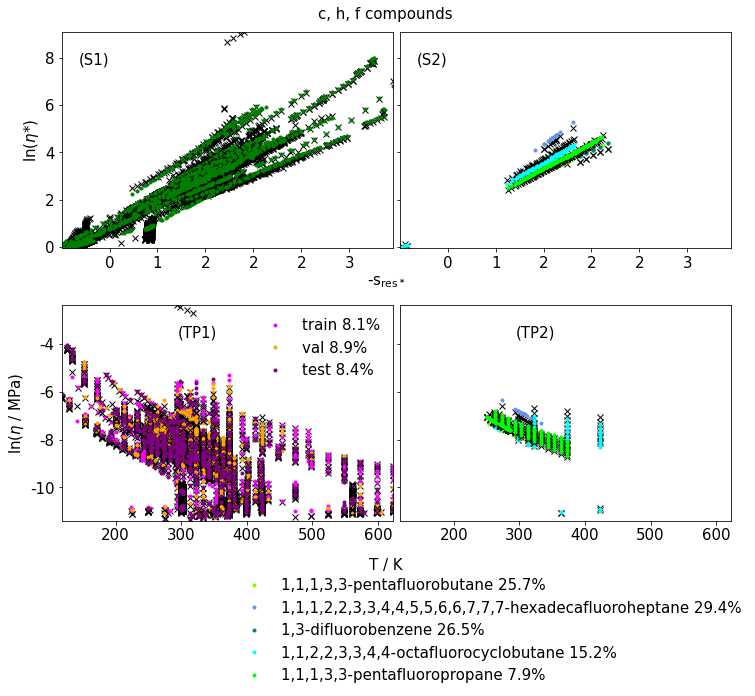 c, h, f compounds
(S1)
(S2)
ln(η*)
8
6
4
2
0
0 1 2 2 2 3
0 1 2 2 3
-s_res*
(TP1)
(TP2)
train 8.1%
val 8.9%
test 8.4%
ln(η / MPa)
-4
-6
-8
-10
200 300 400 500 600
200 300 400 500 600
T / K
1,1,1,3,3-pentafluorobutane 25.7%
1,1,1,2,2,3,3,4,4,5,5,6,6,7,7,7-hexadecafluoroheptane 29.4%
1,3-difluorobenzene 26.5%
1,1,2,2,3,3,4,4-octafluorocyclobutane 15.2%
1,1,1,3,3-pentafluoropropane 7.9%